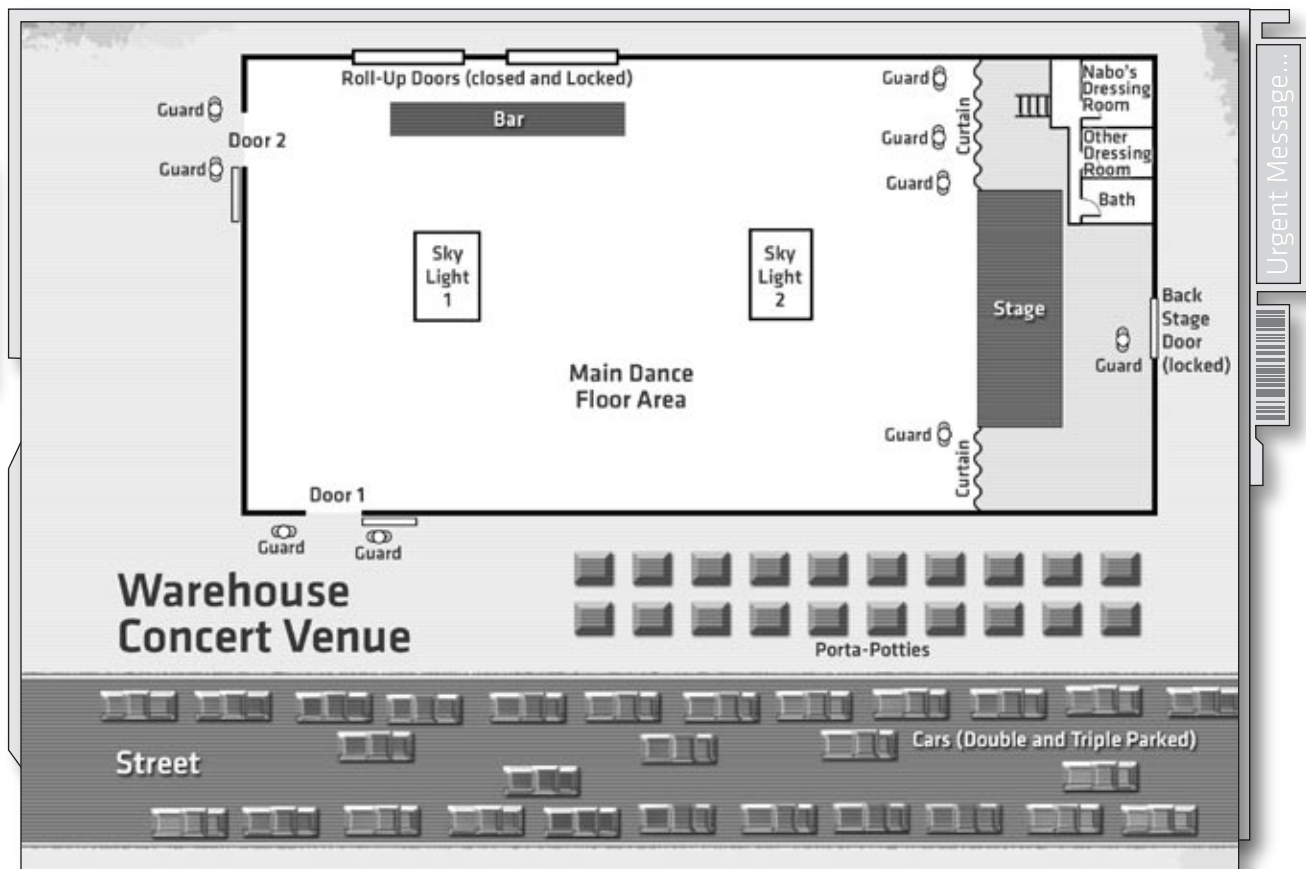 Roll-Up Doors (closed and Locked)
Bar
Guard
Door 2
Guard
Guard
Guard
Guard
Curtain
Nabo's
Dressing
Room
Other
Dressing
Room
Bath
Sky
Light
1
Sky
Light
2
Stage
Back
Stage
Door
(locked)
Guard
Main Dance
Floor Area
Guard
Curtain
Door 1
Guard
Guard
Warehouse
Concert Venue
Porta-Potties
Street
Cars (Double and Triple Parked)
Urgent Message...